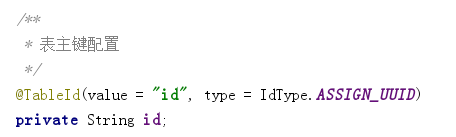 /**
 * 表主键配置
 */
@TableId(value = "id", type = IdType.ASSIGN_UUID)
private String id;